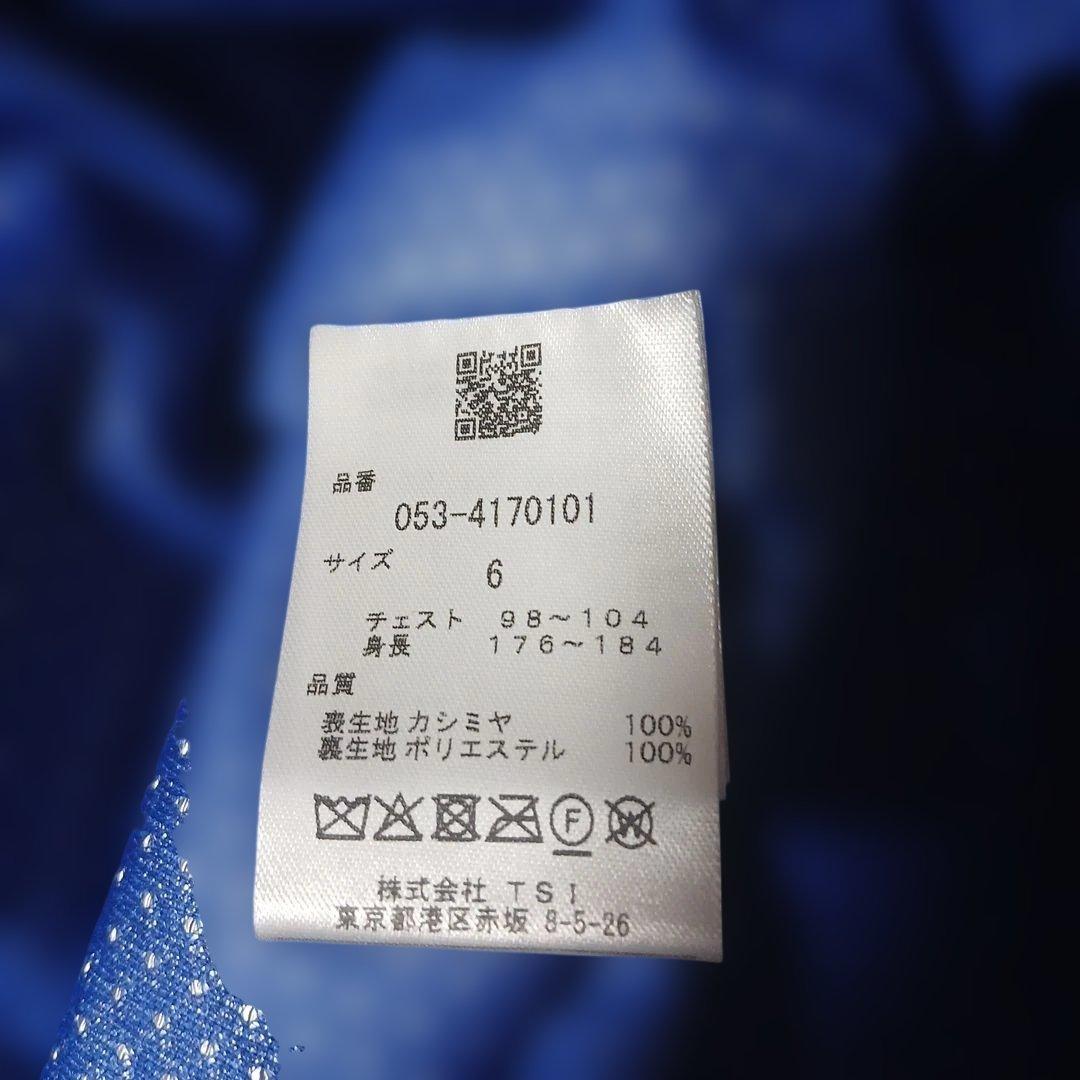 品番
053-4170101
サイズ
6
チェスト 98～104
身長 176～184
品質
表生地 カシミヤ 100%
裏生地 ポリエステル 100%
F
W
株式会社 TSI
東京都港区赤坂 8-5-26